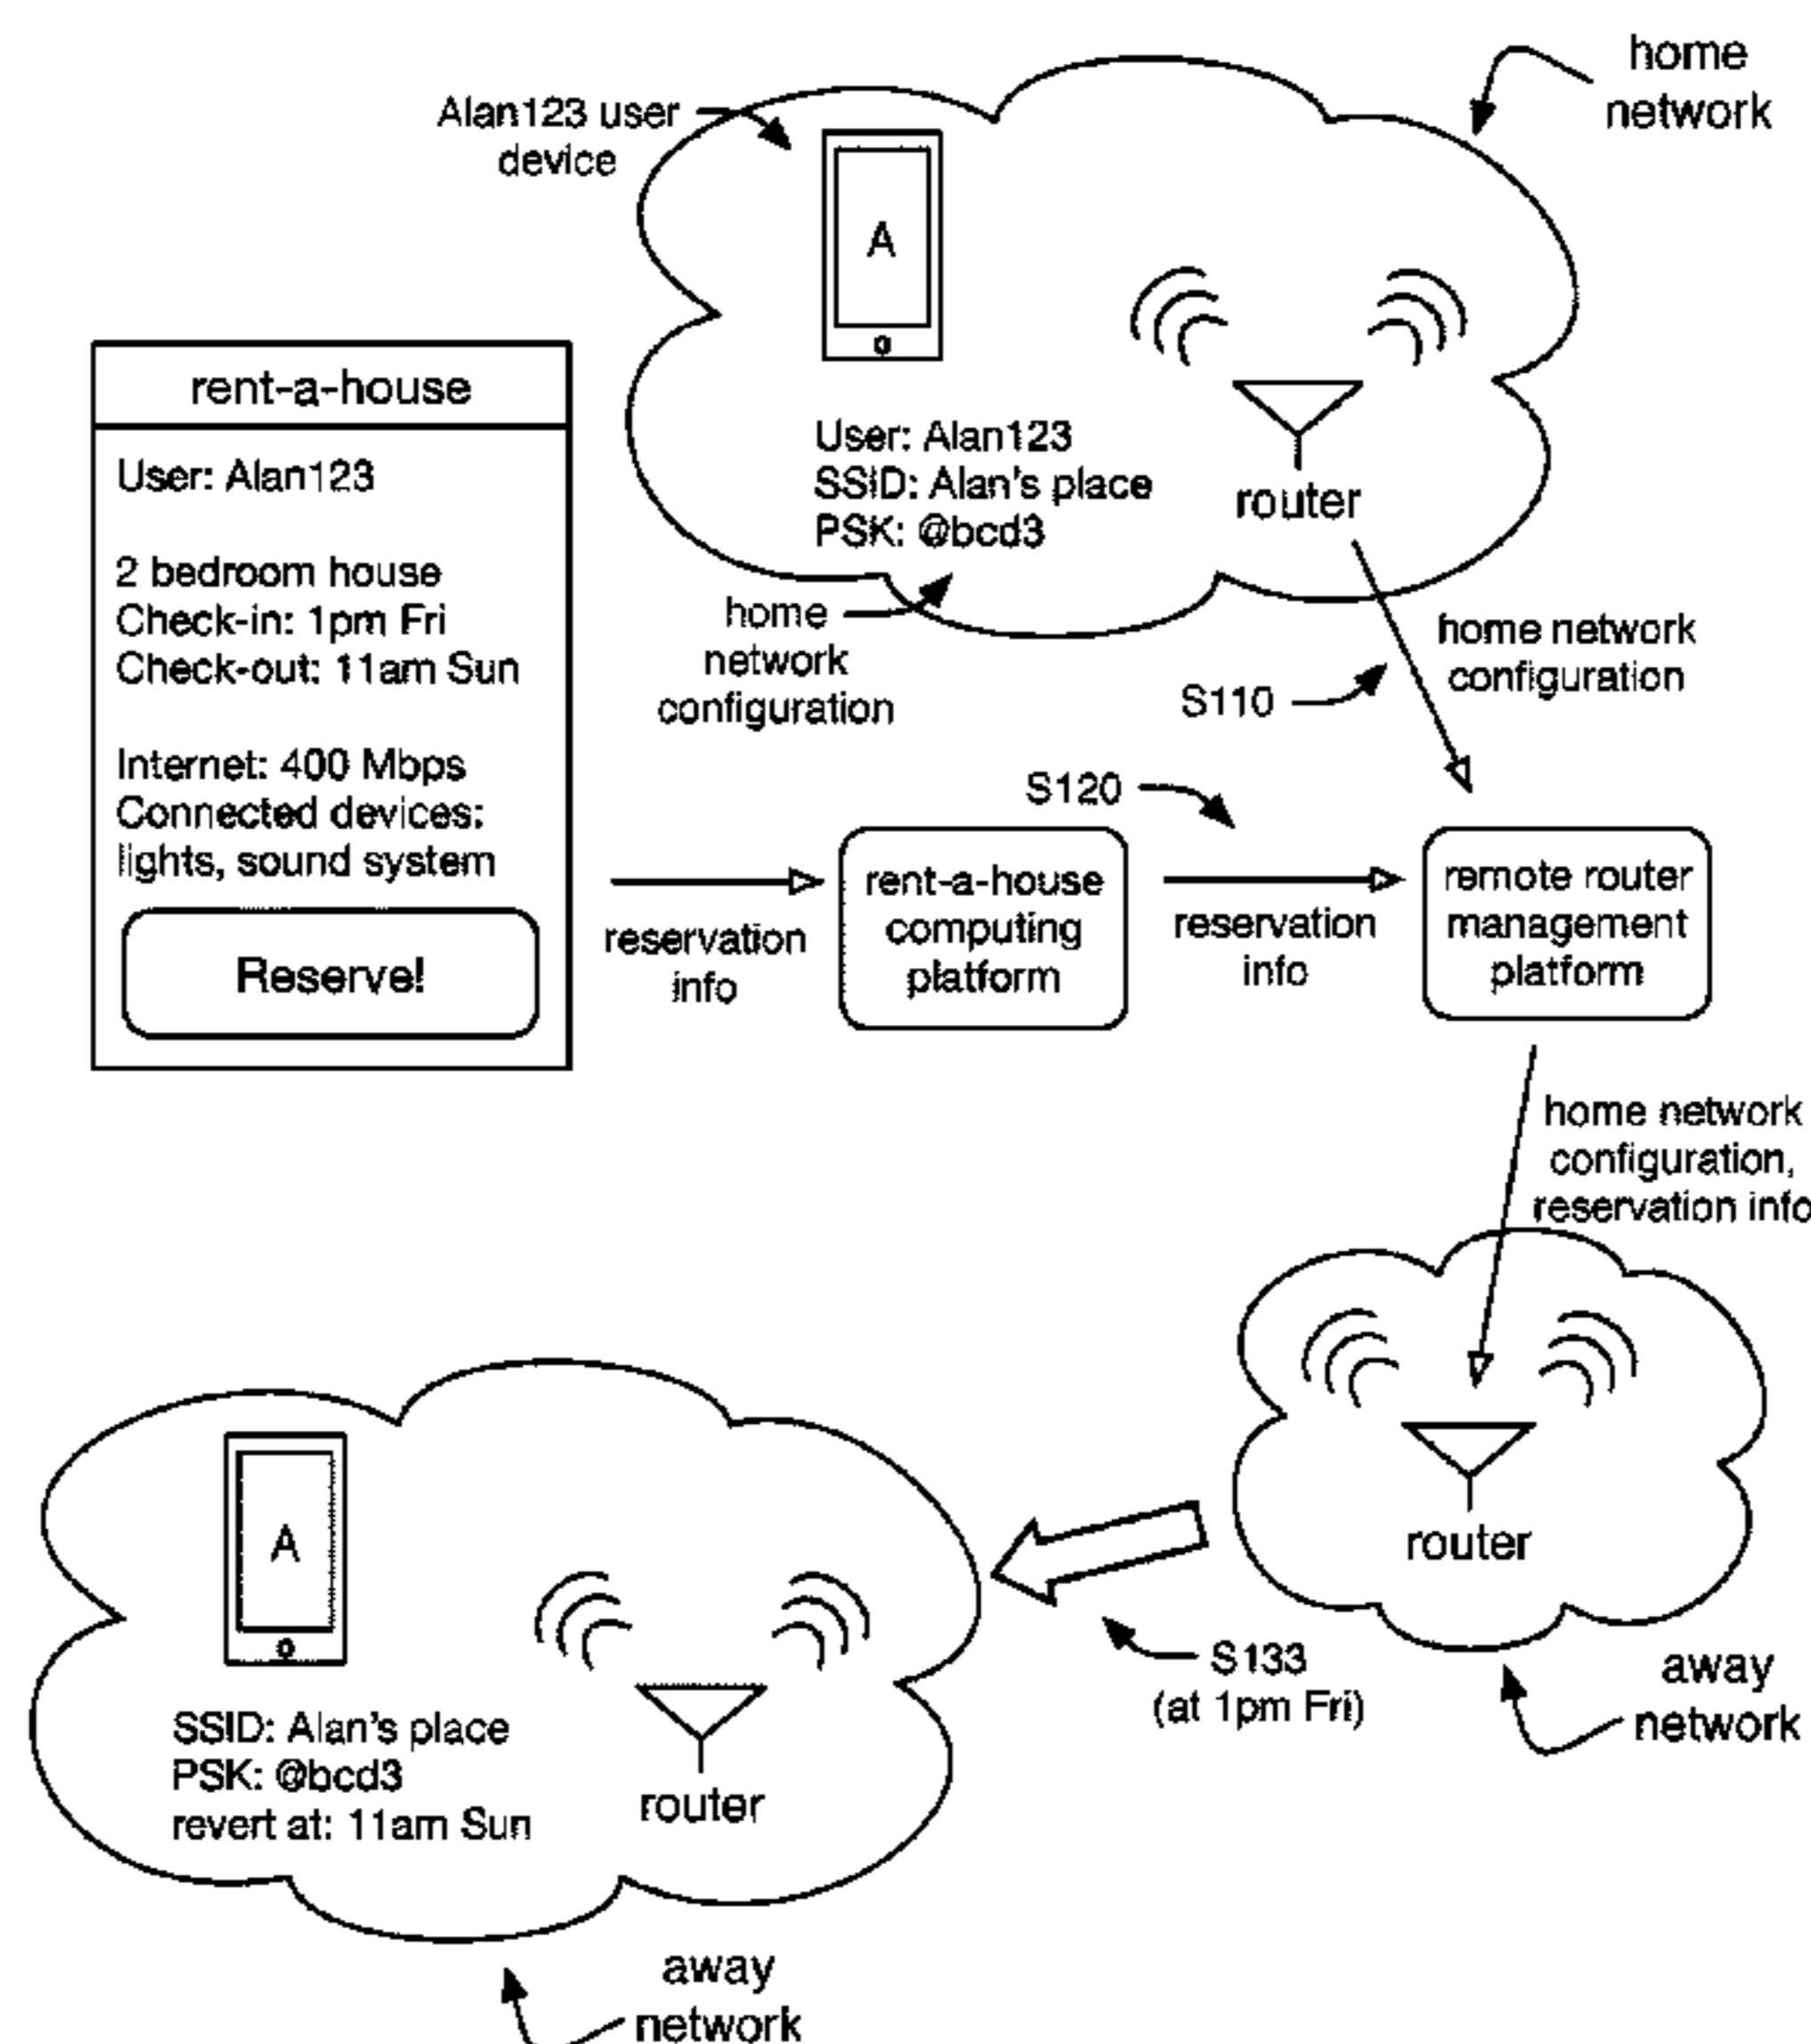 home
network
Alan123 user
device
A
rent-a-house
User: Alan123
2 bedroom house
Check-in: 1pm Fri
Check-out: 11am Sun
Internet: 400 Mbps
Connected devices:
lights, sound system
Reserve!
User: Alan123
SSID: Alan's place
PSK: @bcd3
router
home
network
configuration
home network
configuration
S110
S120
reservation
info
rent-a-house
computing
platform
reservation
info
remote router
management
platform
home network
configuration,
reservation info
router
away
network
S133
(at 1pm Fri)
A
SSID: Alan's place
PSK: @bcd3
revert at: 11am Sun
router
away
network